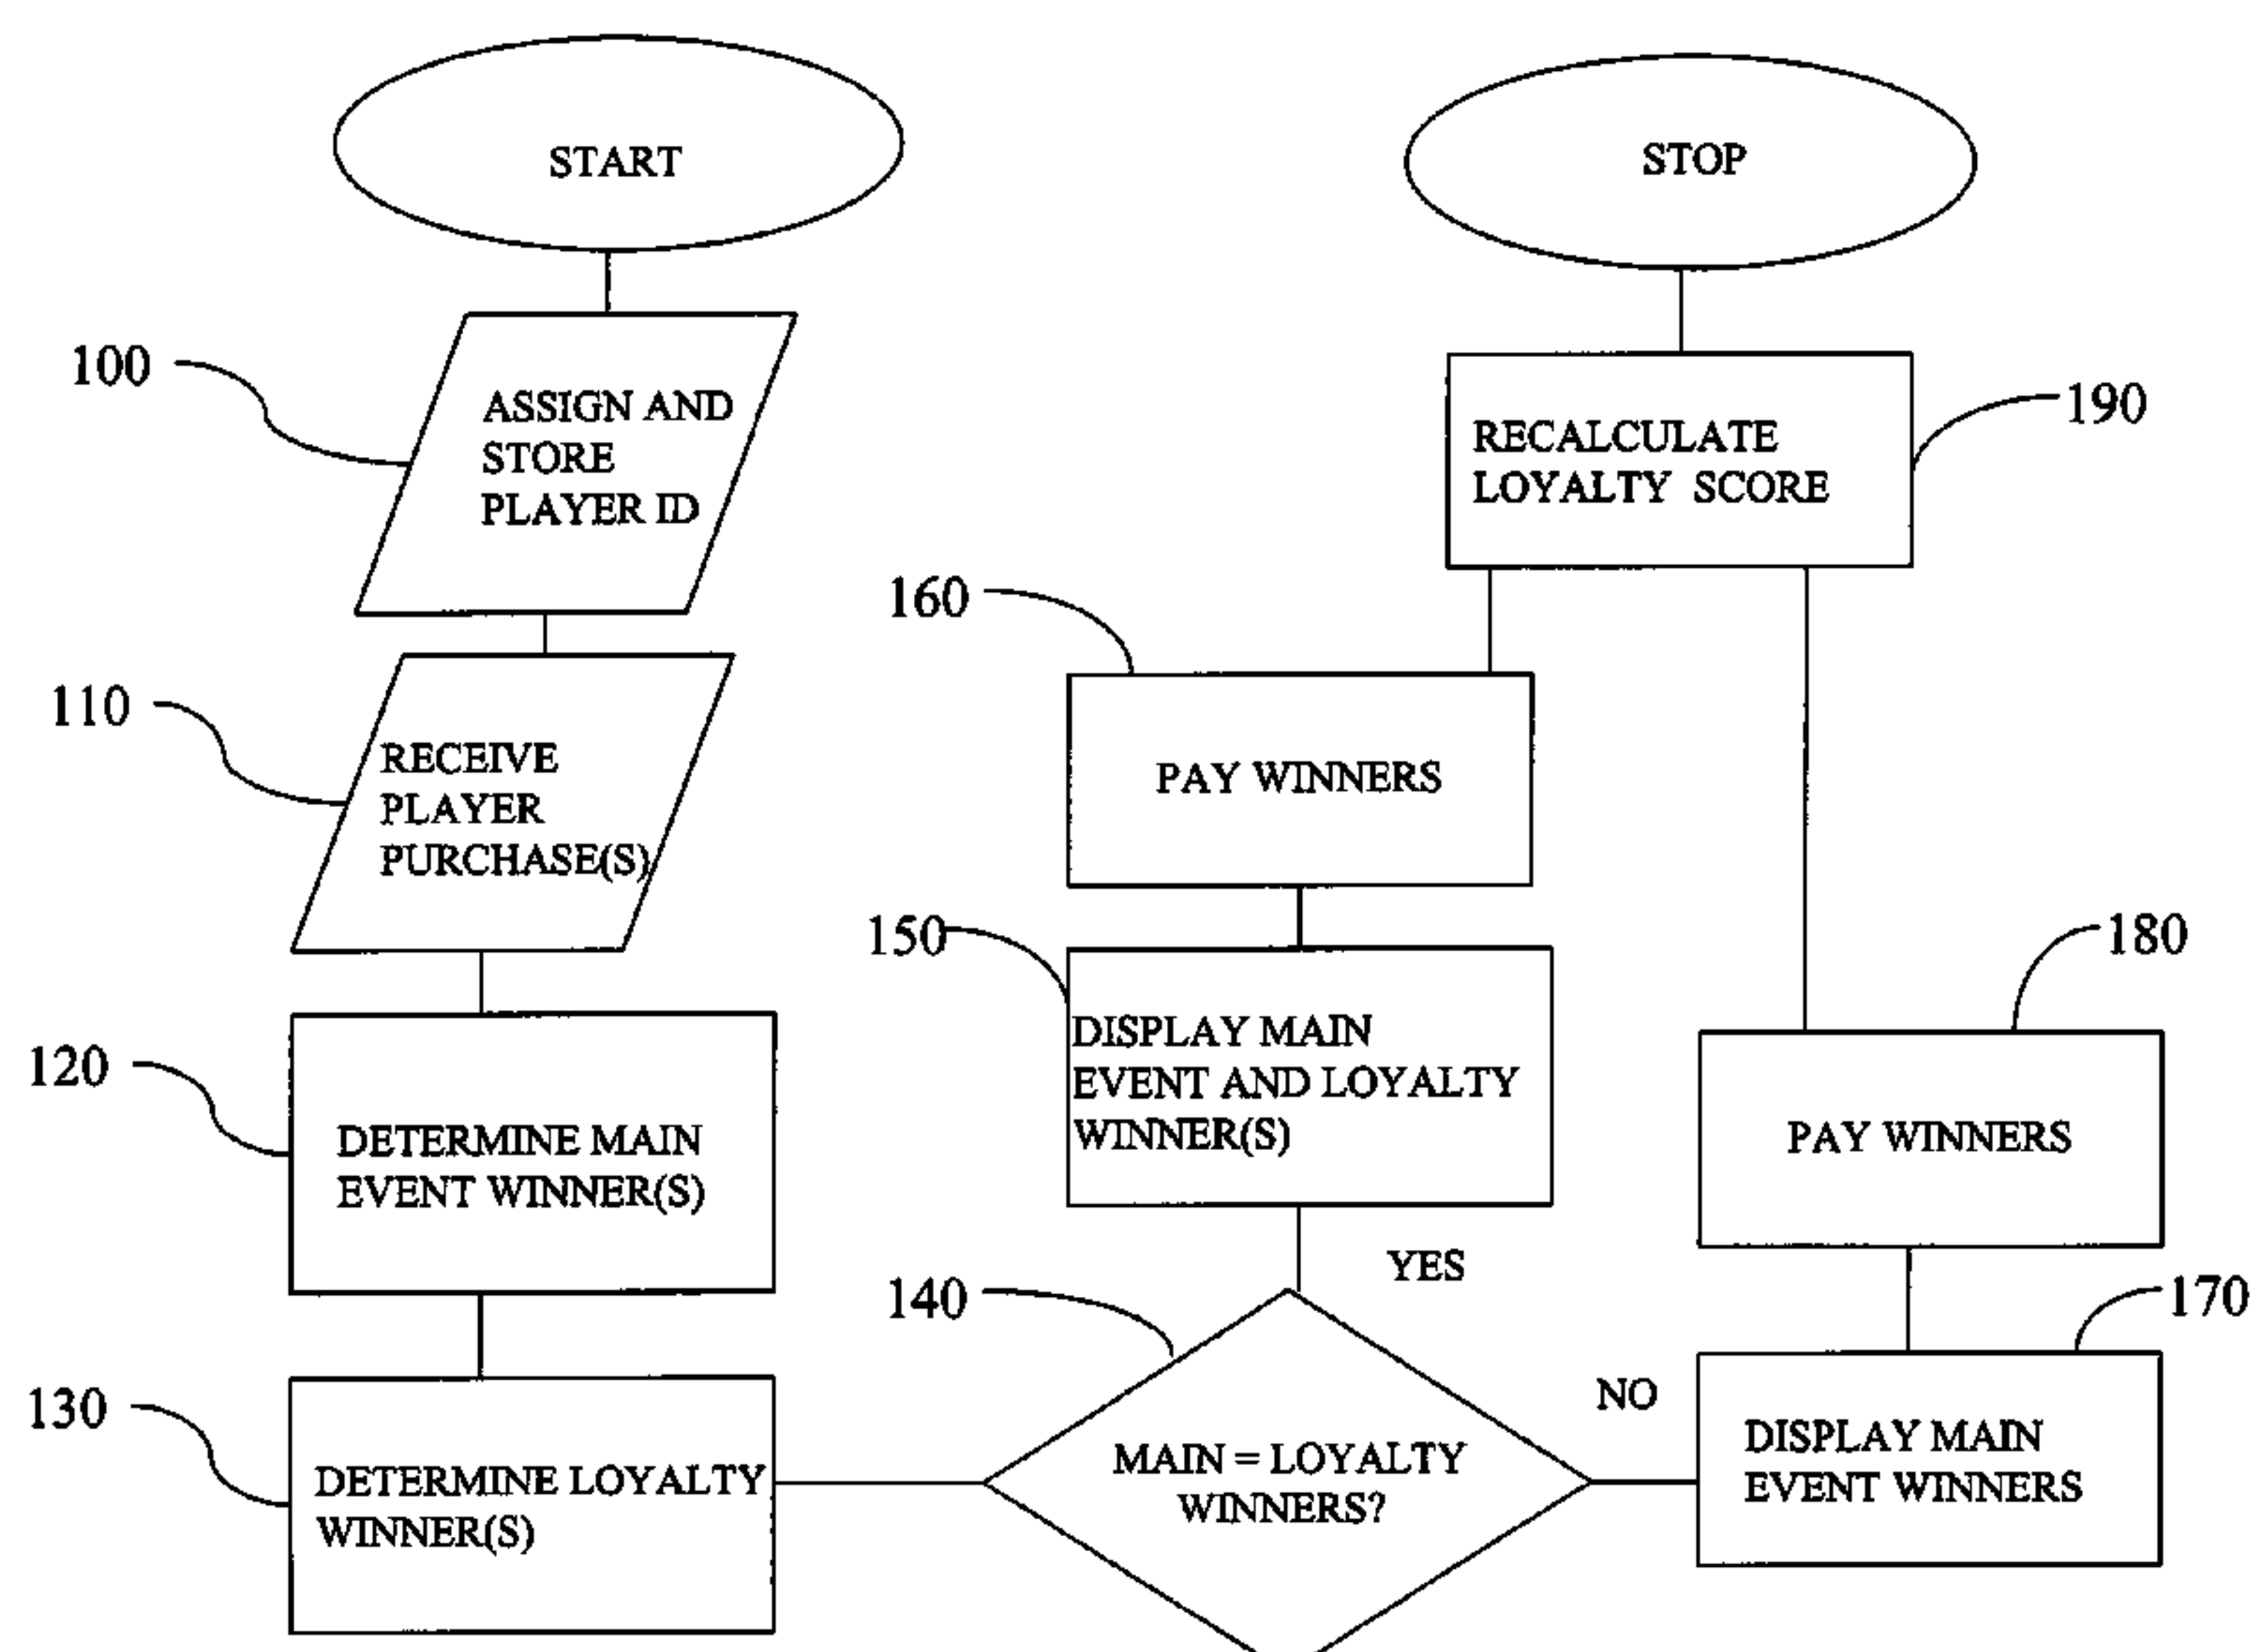 START
100
ASSIGN AND
STORE
PLAYER ID
110
RECEIVE
PLAYER
PURCHASE(S)
120
DETERMINE MAIN
EVENT WINNER(S)
130
DETERMINE LOYALTY
WINNER(S)
140
MAIN = LOYALTY
WINNERS?
YES
150
DISPLAY MAIN
EVENT AND LOYALTY
WINNER(S)
160
PAY WINNERS
NO
170
DISPLAY MAIN
EVENT WINNERS
180
PAY WINNERS
190
RECALCULATE
LOYALTY SCORE
STOP